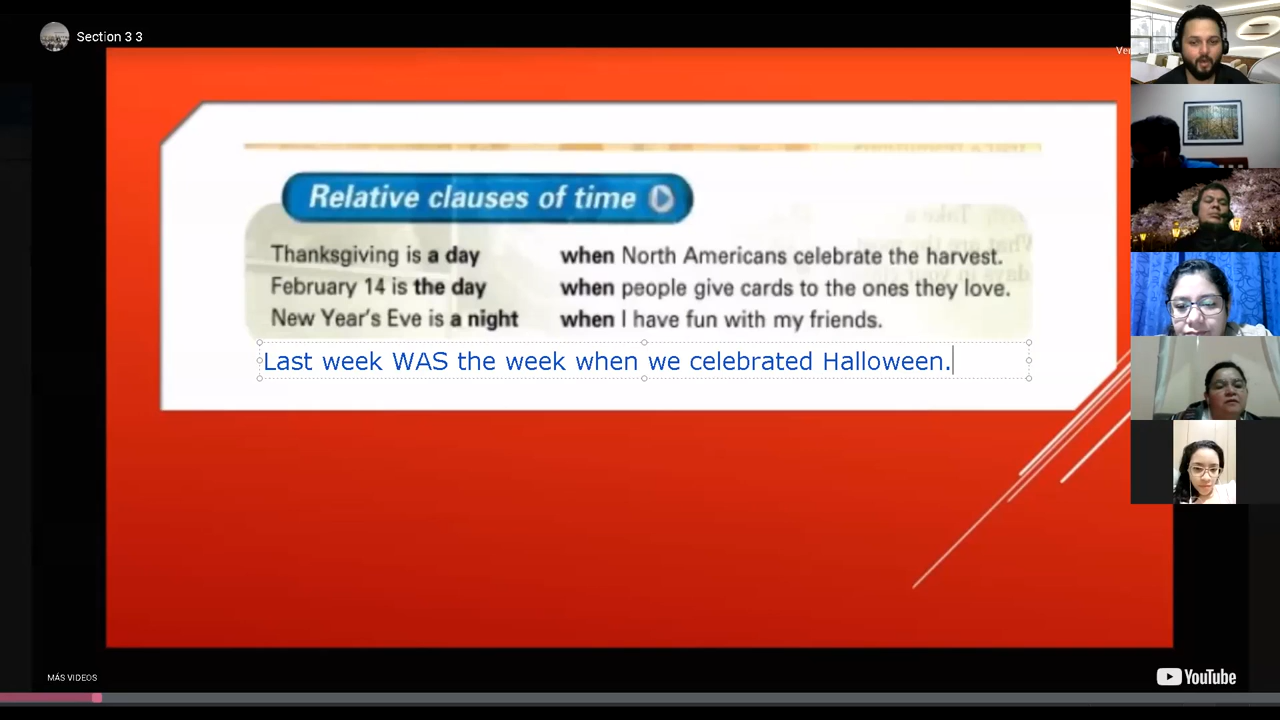 Section 3 3
Ver
Relative clauses of time
Thanksgiving is a day when North Americans celebrate the harvest.
February 14 is the day when people give cards to the ones they love.
New Year's Eve is a night when I have fun with my friends.
Last week WAS the week when we celebrated Halloween.
MÁS VIDEOS
YouTube